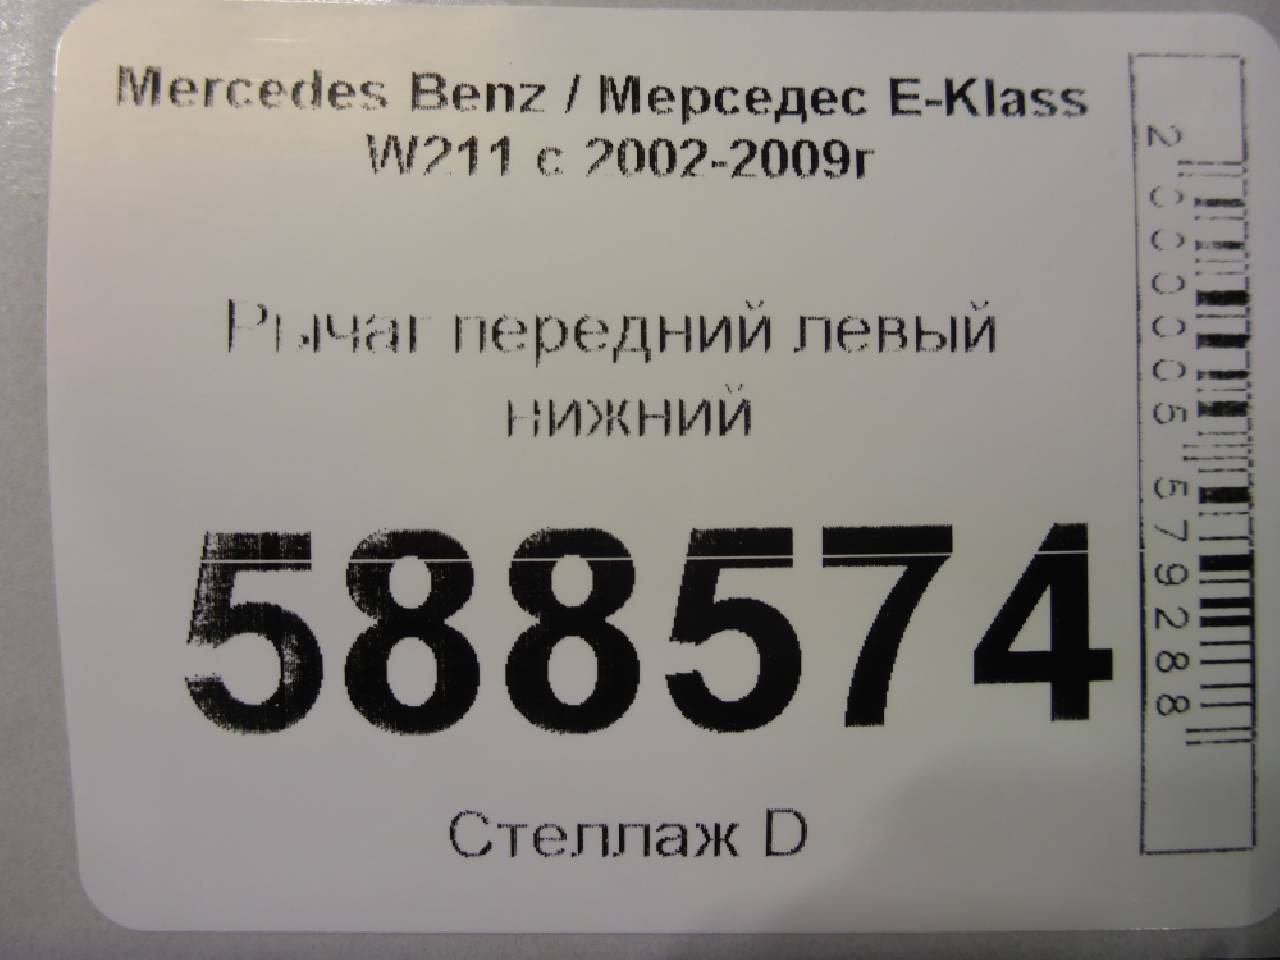 Mercedes Benz / Мерседес E-Klass
W211 с 2002-2009г
Рычаг передний левый
нижний
588574
Стеллаж D
2000005579288